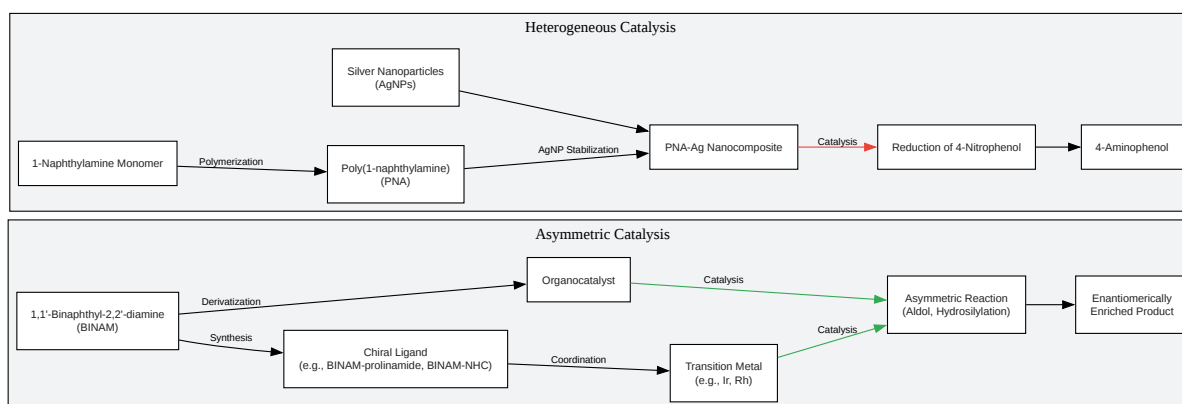 Heterogeneous Catalysis
Silver Nanoparticles
(AgNPs)
1-Naphthylamine Monomer
Polymerization
Poly(1-naphthylamine)
(PNA)
AgNP Stabilization
PNA-Ag Nanocomposite
Catalysis
Reduction of 4-Nitrophenol
4-Aminophenol
Asymmetric Catalysis
1,1'-Binaphthyl-2,2'-diamine
(BINAM)
Derivatization
Organocatalyst
Catalysis
Synthesis
Chiral Ligand
(e.g., BINAM-prolinamide, BINAM-NHC)
Coordination
Transition Metal
(e.g., Ir, Rh)
Catalysis
Asymmetric Reaction
(Aldol, Hydrosilylation)
Enantiomerically
Enriched Product